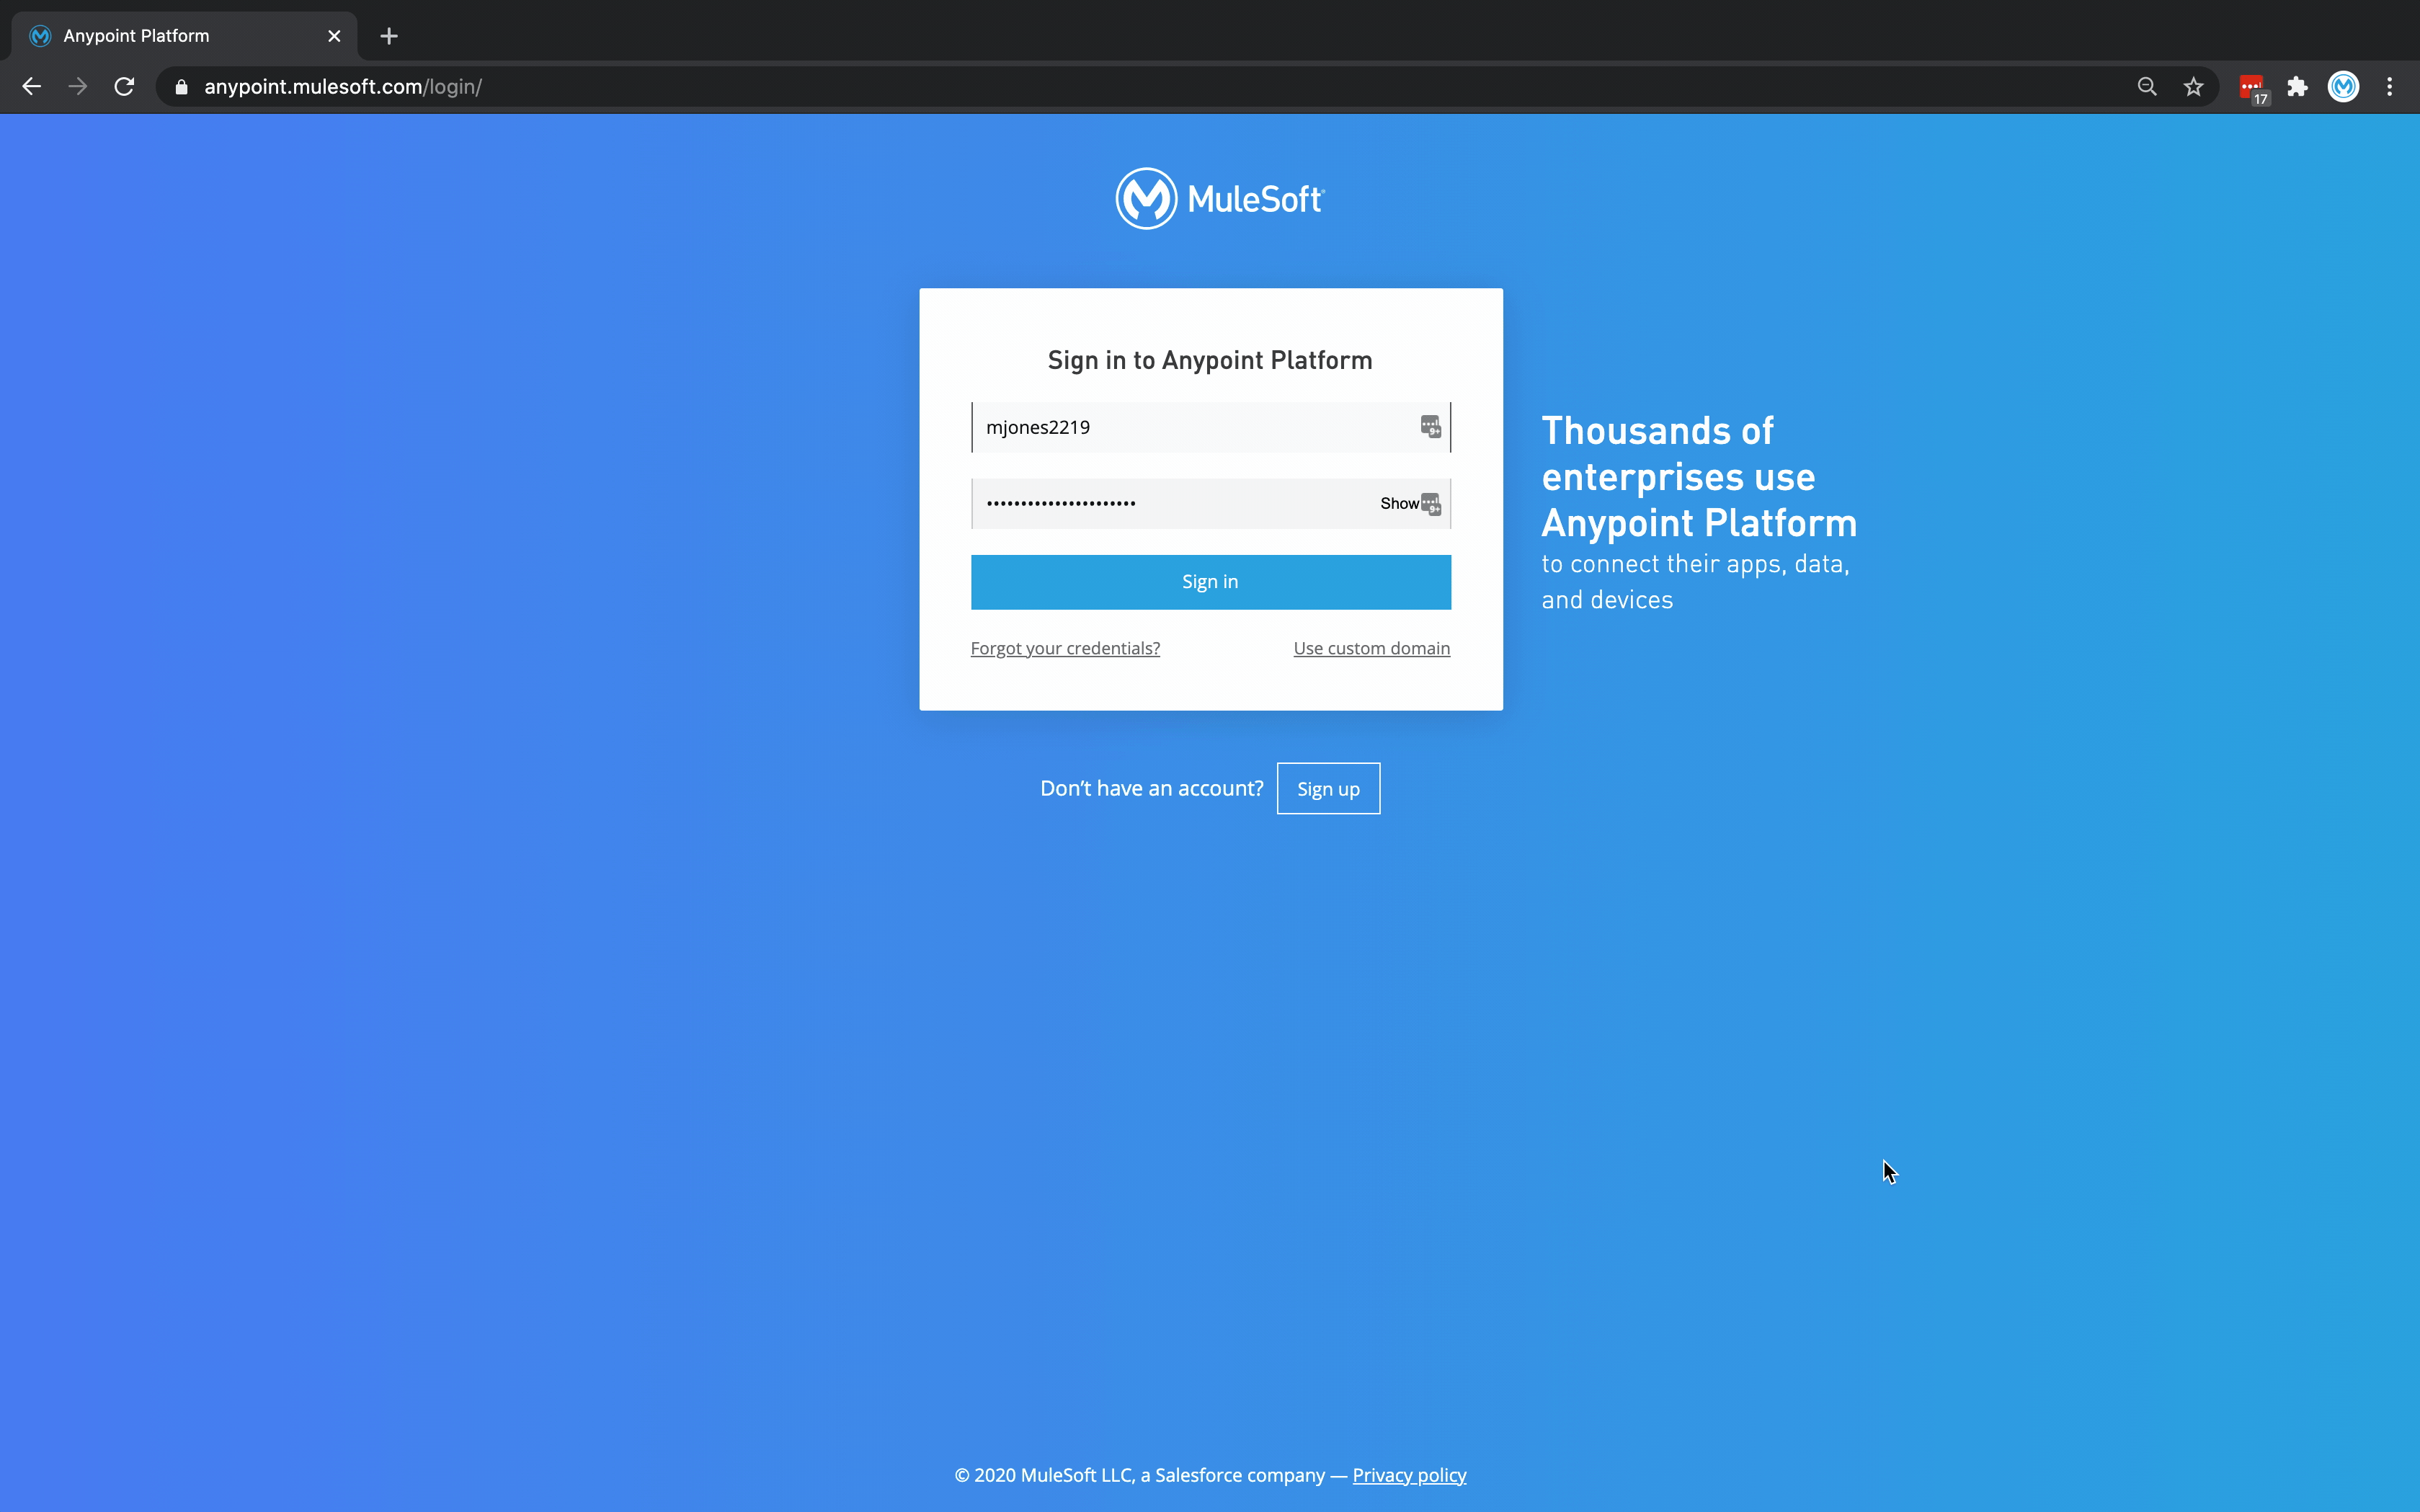 Anypoint Platform
anypoint.mulesoft.com/login/
17
MuleSoft
Sign in to Anypoint Platform
mjones2219
9+
Show
9+
Sign in
Forgot your credentials? Use custom domain
Thousands of
enterprises use
Anypoint Platform
to connect their apps, data,
and devices
Don’t have an account? Sign up
© 2020 MuleSoft LLC, a Salesforce company — Privacy policy